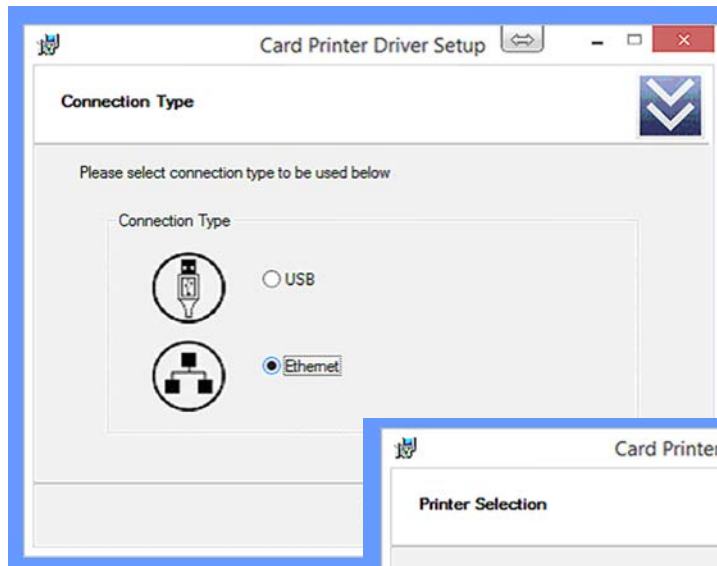 Card Printer Driver Setup
Connection Type
Please select connection type to be used below
Connection Type
USB
Ethernet
Card Printer
Printer Selection